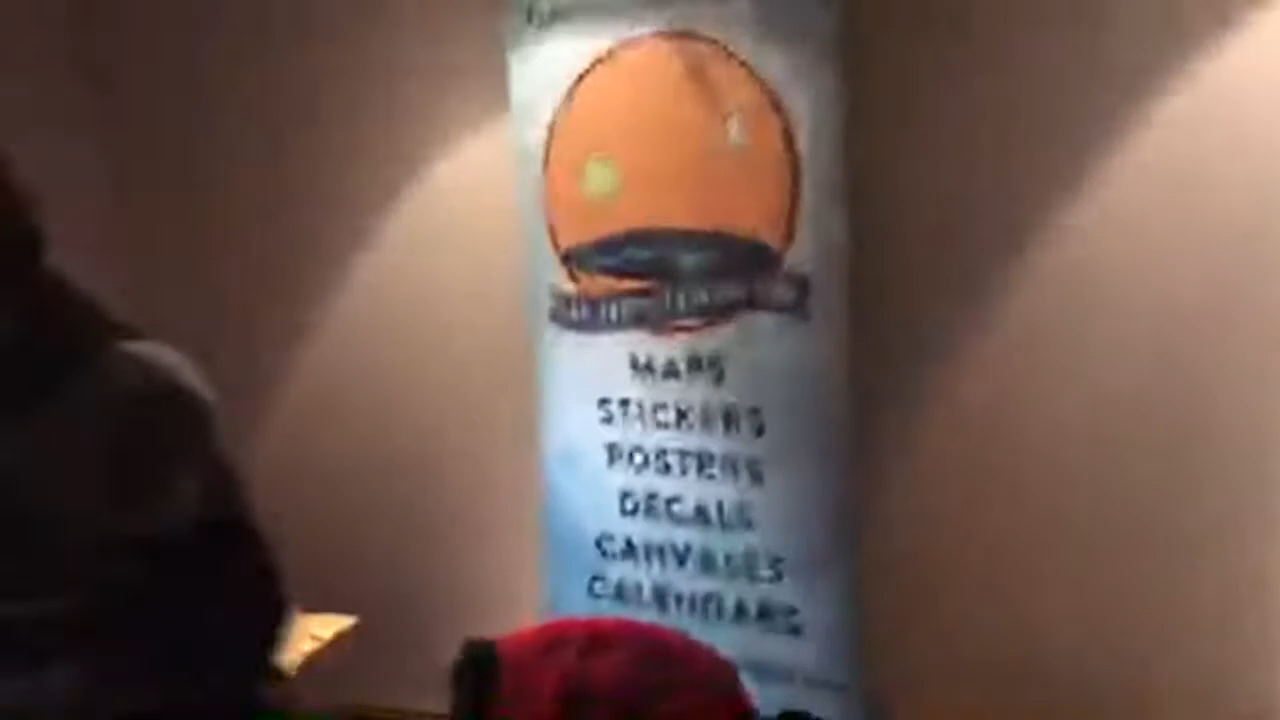 MAPS
STICKERS
POSTERS
DECALS
CANVASES
CALENDARS